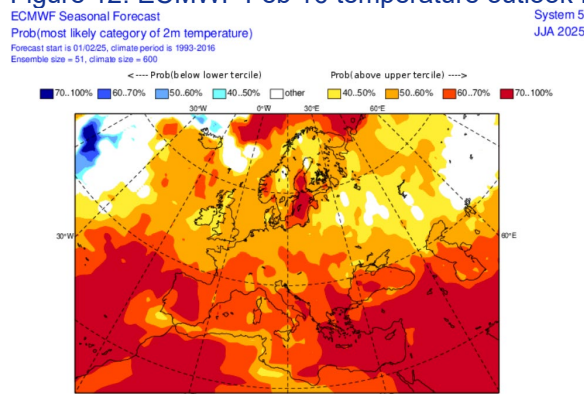 ECMWF Seasonal Forecast
System 5
Prob(most likely category of 2m temperature)
JJA 2025
Forecast start is 01/02/25, climate period is 1993-2016
Ensemble size = 51, climate size = 600
<---- Prob(below lower tercile)
Prob(above upper tercile) ---->
70..100% 60..70% 50..60% 40..50% other 40..50% 50..60% 60..70% 70..100%
30°W 0°W 30°E 60°E
30°W
60°E